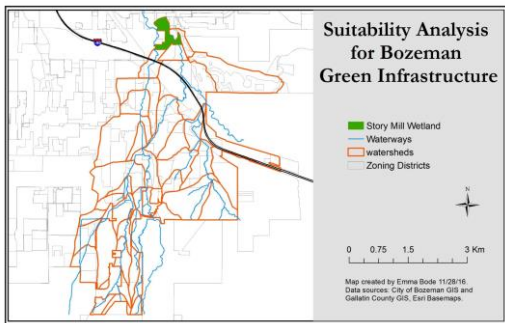 Suitability Analysis
for Bozeman
Green Infrastructure
Story Mill Wetland
Waterways
watersheds
Zoning Districts
N
0 0.75 1.5 3 Km
Map created by Emma Bode 11/28/16.
Data sources: City of Bozeman GIS and
Gallatin County GIS, Esri Basemaps.